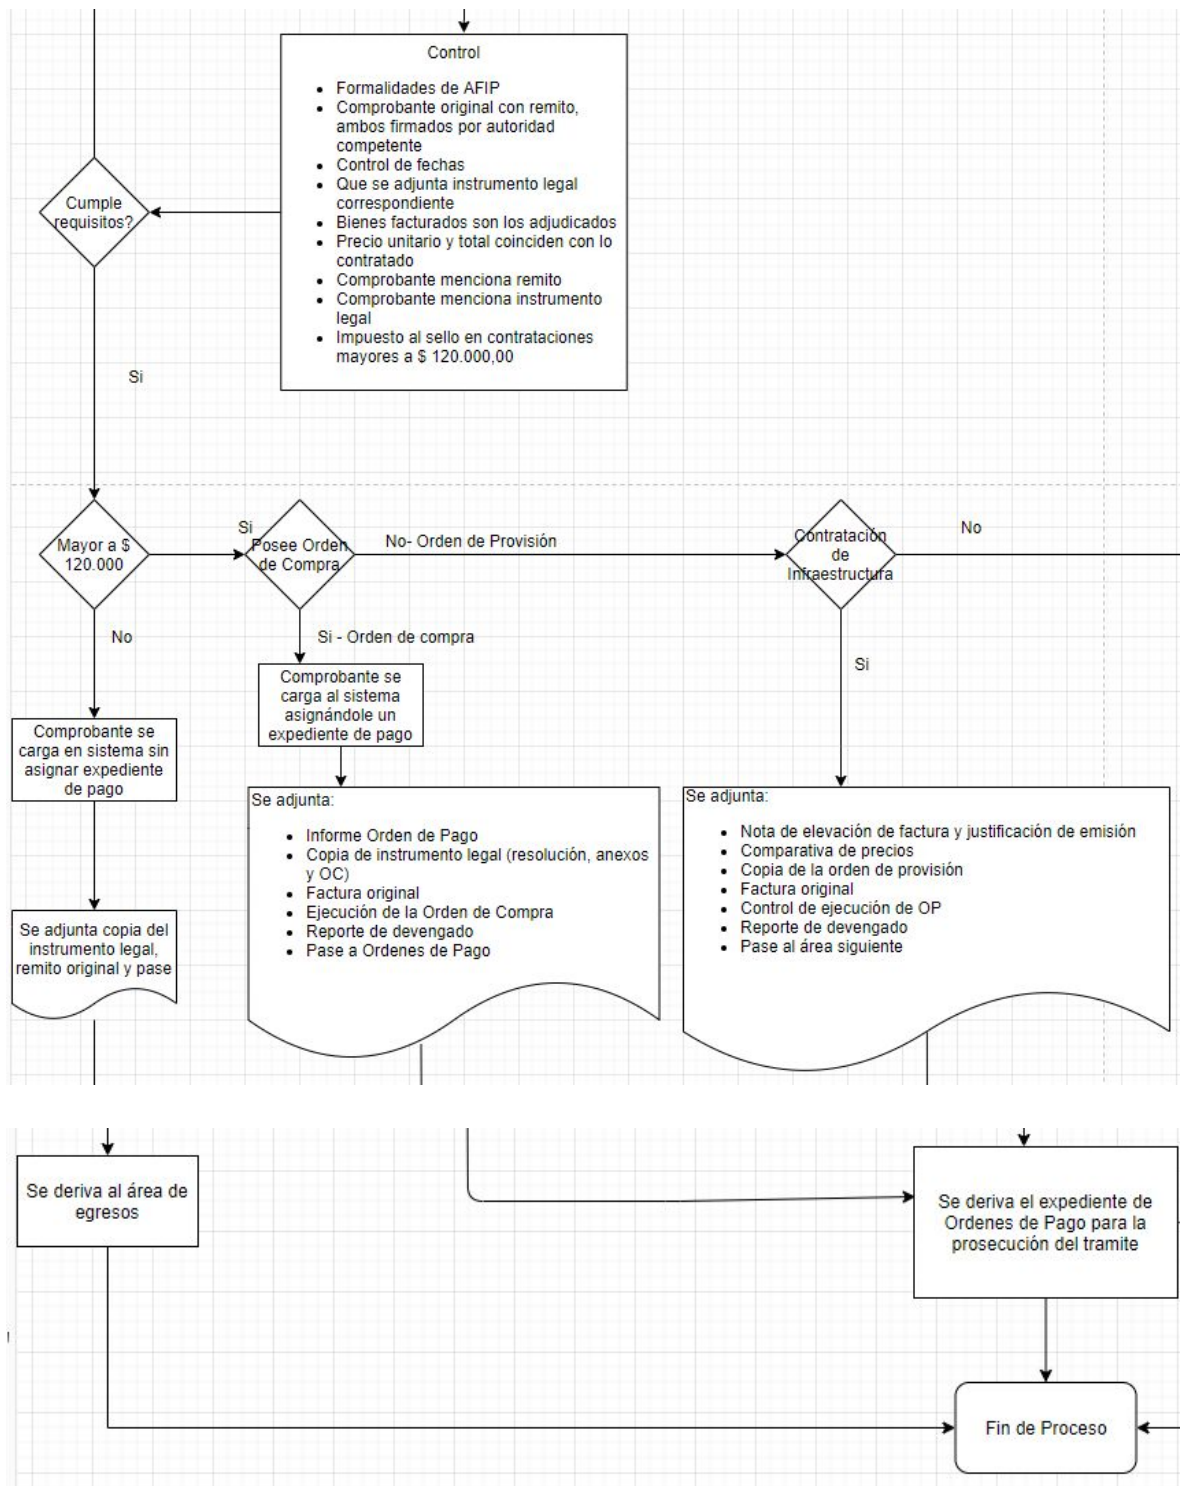 Control
Formalidades de AFIP
Comprobante original con remito,
ambos firmados por autoridad
competente
Control de fechas
Que se adjunta instrumento legal
correspondiente
Bienes facturados son los adjudicados
Precio unitario y total coinciden con lo
contratado
Comprobante menciona remito
Comprobante menciona instrumento
legal
Impuesto al sello en contrataciones
mayores a $ 120.000,00
Cumple
requisitos?
Si
Mayor a $
120.000
Si
Posee Orden
de Compra
No- Orden de Provisión
Contratación
de
Infraestructura
No
No
Si - Orden de compra
Si
Comprobante se
carga en sistema sin
asignar expediente
de pago
Comprobante se
carga al sistema
asignándole un
expediente de pago
Se adjunta copia del
instrumento legal,
remito original y pase
Se adjunta:
Informe Orden de Pago
Copia de instrumento legal (resolución, anexos
y OC)
Factura original
Ejecución de la Orden de Compra
Reporte de devengado
Pase a Ordenes de Pago
Se adjunta:
Nota de elevación de factura y justificación de emisión
Comparativa de precios
Copia de la orden de provisión
Factura original
Control de ejecución de OP
Reporte de devengado
Pase al área siguiente
Se deriva al área de
egresos
Se deriva el expediente de
Ordenes de Pago para la
prosecución del tramite
Fin de Proceso